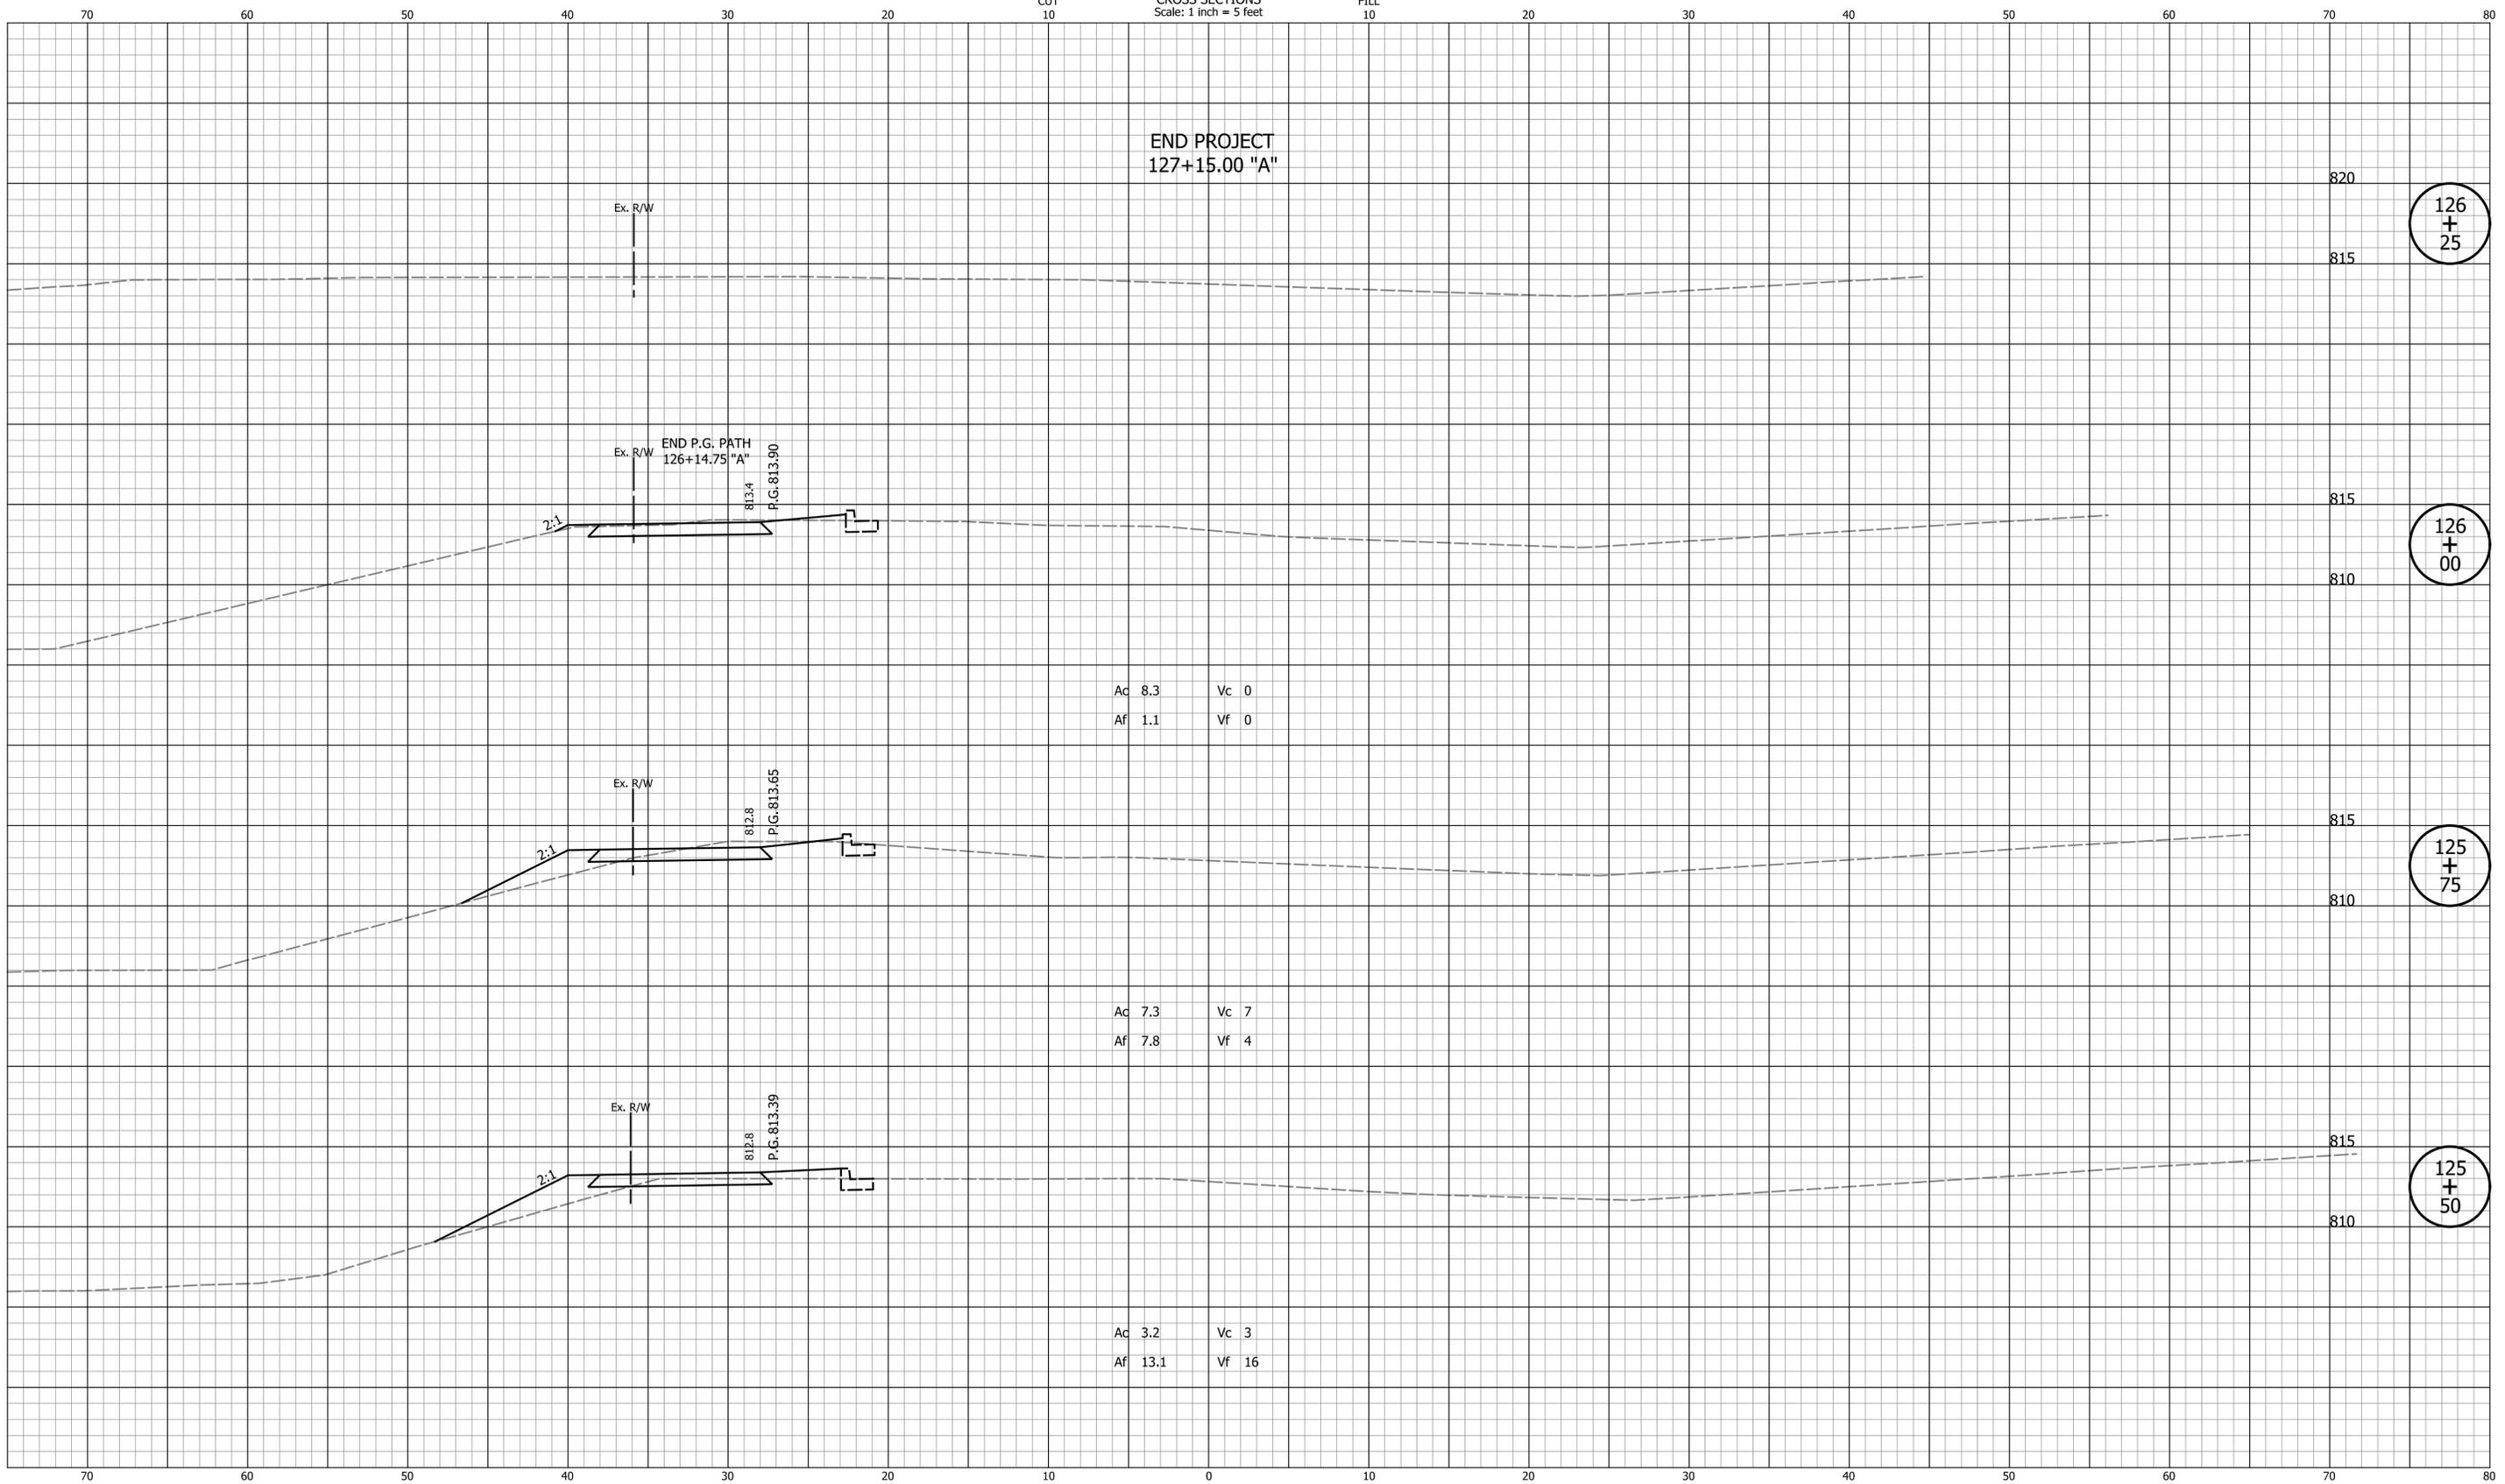 CUT CROSS SECTIONS FILL
Scale: 1 inch = 5 feet
70 60 50 40 30 20 10 0 10 20 30 40 50 60 70 80
END PROJECT
127+15.00 "A"
820
126
+
25
Ex. R/W
815
END P.G. PATH
126+14.75 "A"
Ex. R/W
813.4
P.G. 813.90
2:1
815
126
+
00
810
Ac 8.3 Vc 0
Af 1.1 Vf 0
Ex. R/W
812.8
P.G. 813.65
2:1
815
125
+
75
810
Ac 7.3 Vc 7
Af 7.8 Vf 4
Ex. R/W
812.8
P.G. 813.39
2:1
815
125
+
50
810
Ac 3.2 Vc 3
Af 13.1 Vf 16
70 60 50 40 30 20 10 0 10 20 30 40 50 60 70 80